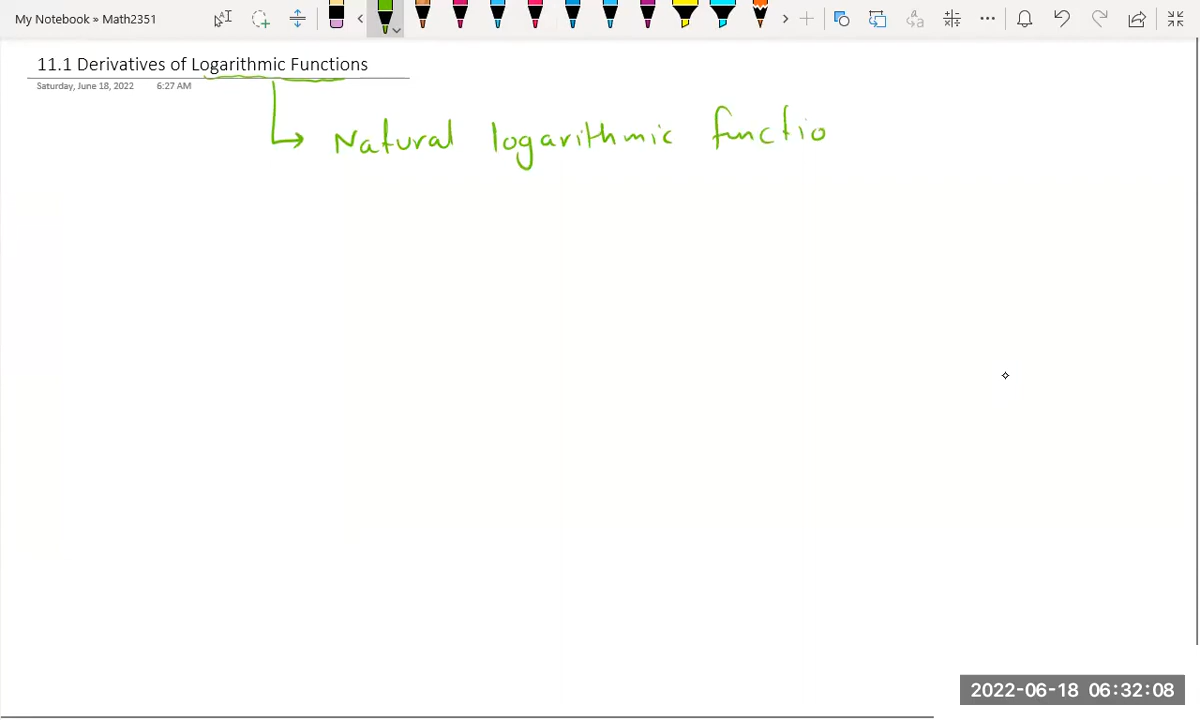 My Notebook » Math2351
11.1 Derivatives of Logarithmic Functions
Saturday, June 18, 2022 6:27 AM
Natural logarithmic functio
2022-06-18 06:32:08